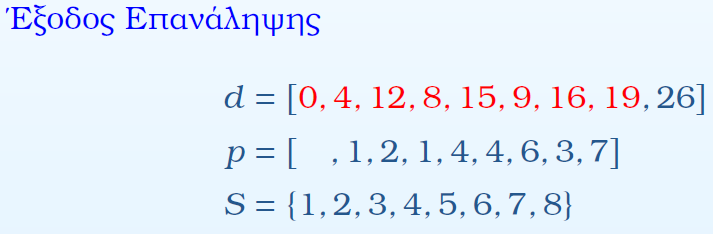 Έξοδος Επανάληψης
d = [0, 4, 12, 8, 15, 9, 16, 19, 26]
p = [ , 1, 2, 1, 4, 4, 6, 3, 7]
S = {1, 2, 3, 4, 5, 6, 7, 8}